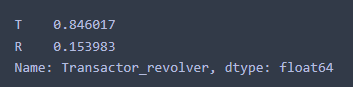 T    0.846017
R    0.153983
Name: Transactor_revolver, dtype: float64